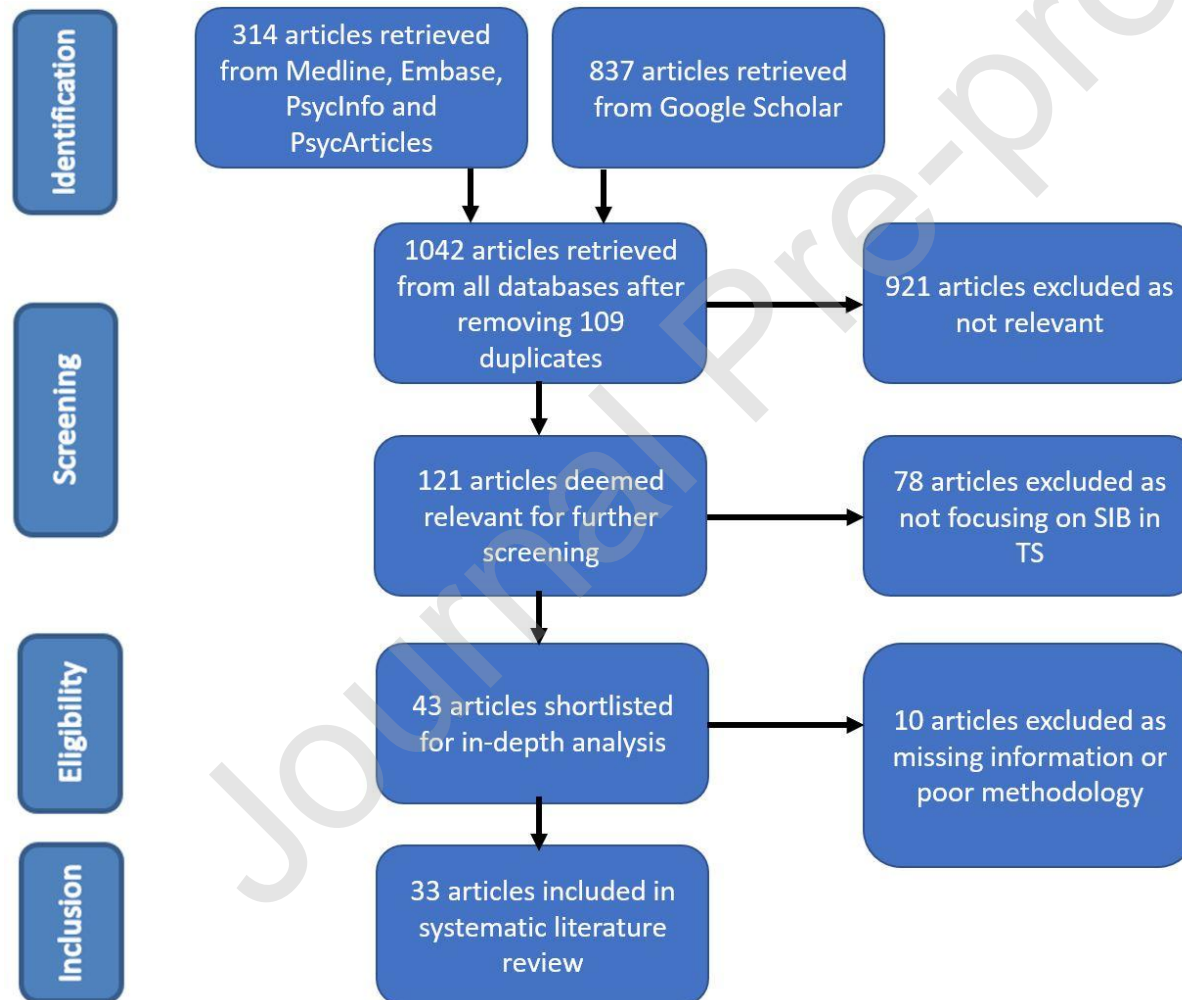 Identification
314 articles retrieved
from Medline, Embase,
PsycInfo and
PsycArticles
837 articles retrieved
from Google Scholar
Screening
1042 articles retrieved
from all databases after
removing 109
duplicates
921 articles excluded as
not relevant
121 articles deemed
relevant for further
screening
78 articles excluded as
not focusing on SIB in
TS
Eligibility
43 articles shortlisted
for in-depth analysis
10 articles excluded as
missing information or
poor methodology
Inclusion
33 articles included in
systematic literature
review
Journal Pre-pro